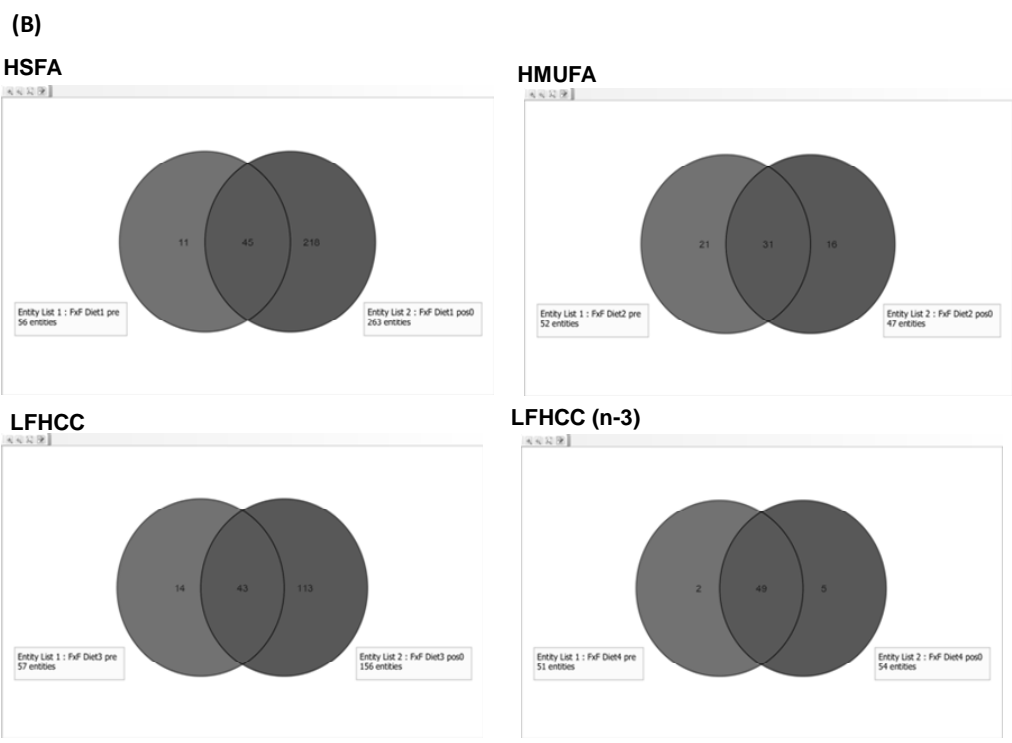 (B)
HSFA
11
45
218
Entity List 1 : FxF Diet1 pre
56 entities
Entity List 2 : FxF Diet1 pos0
263 entities
HMUFA
21
31
16
Entity List 1 : FxF Diet2 pre
52 entities
Entity List 2 : FxF Diet2 pos0
47 entities
LFHCC
14
43
113
Entity List 1 : FxF Diet3 pre
57 entities
Entity List 2 : FxF Diet3 pos0
156 entities
LFHCC (n-3)
2
49
5
Entity List 1 : FxF Diet4 pre
51 entities
Entity List 2 : FxF Diet4 pos0
54 entities